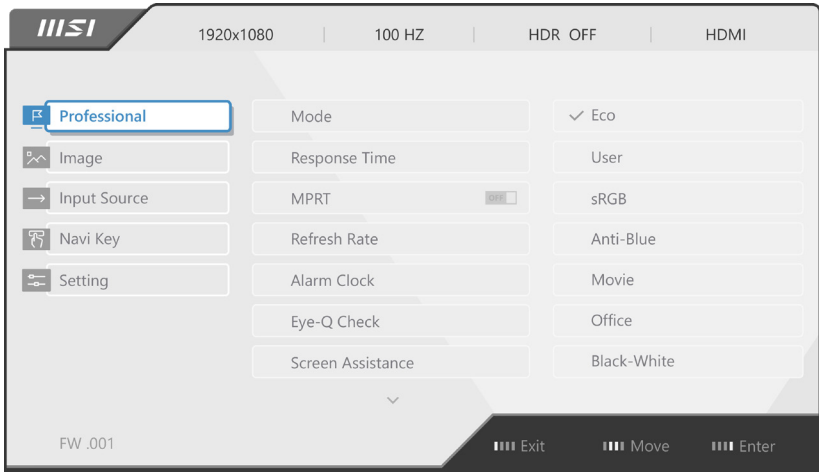 msi 1920x1080 100 HZ HDR OFF HDMI
Professional Mode Eco
Image Response Time User
Input Source MPRT OFF sRGB
Navi Key Refresh Rate Anti-Blue
Setting Alarm Clock Movie
Eye-Q Check Office
Screen Assistance Black-White
FW .001 Exit Move Enter